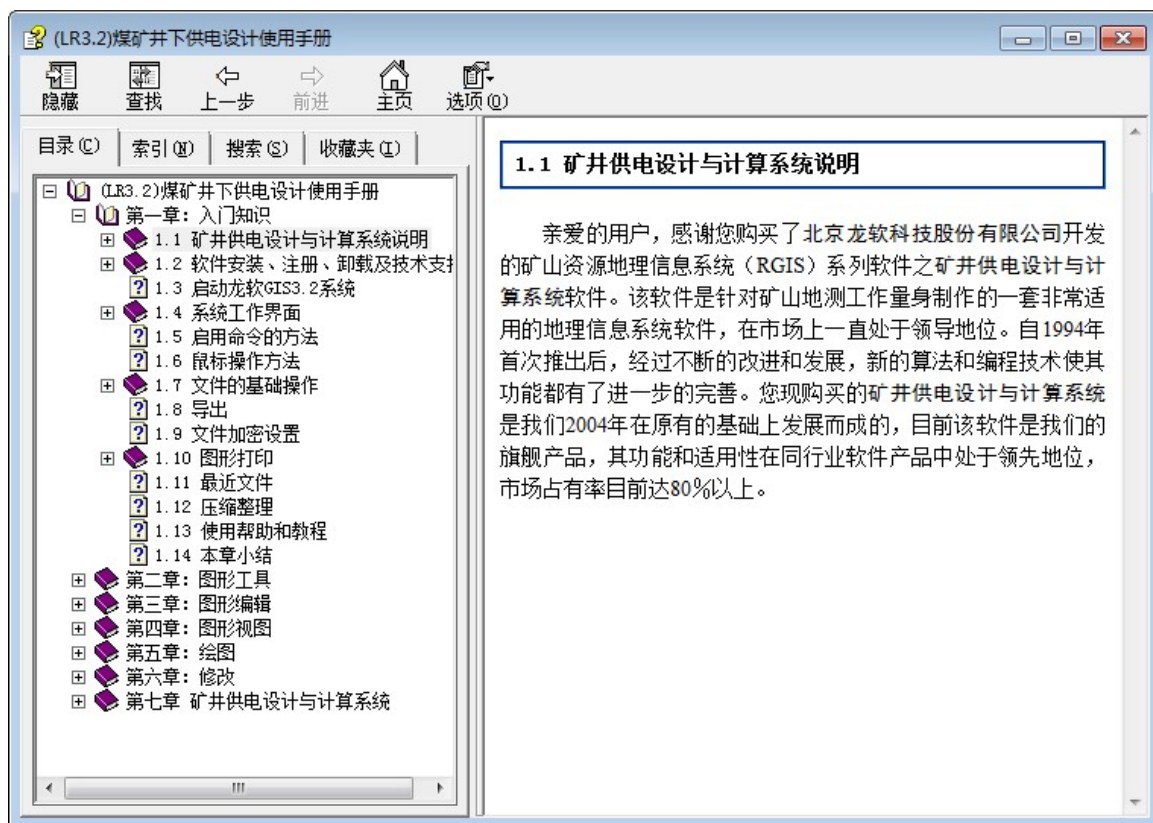 (LR3.2)煤矿井下供电设计使用手册
隐藏 查找 上一步 前进 主页 选项(O)
目录(C) 索引(N) 搜索(S) 收藏夹(I)
(LR3.2)煤矿井下供电设计使用手册
第一章：入门知识
1.1 矿井供电设计与计算系统说明
1.2 软件安装、注册、卸载及技术支
1.3 启动龙软GIS3.2系统
1.4 系统工作界面
1.5 启用命令的方法
1.6 鼠标操作方法
1.7 文件的基础操作
1.8 导出
1.9 文件加密设置
1.10 图形打印
1.11 最近文件
1.12 压缩整理
1.13 使用帮助和教程
1.14 本章小结
第二章：图形工具
第三章：图形编辑
第四章：图形视图
第五章：绘图
第六章：修改
第七章 矿井供电设计与计算系统
1.1 矿井供电设计与计算系统说明
亲爱的用户，感谢您购买了北京龙软科技股份有限公司开发
的矿山资源地理信息系统（RGIS）系列软件之矿井供电设计与计
算系统软件。该软件是针对矿山地测工作量身制作的一套非常适
用的地理信息系统软件，在市场上一直处于领导地位。自1994年
首次推出后，经过不断的改进和发展，新的算法和编程技术使其
功能都有了进一步的完善。您现购买的矿井供电设计与计算系统
是我们2004年在原有的基础上发展而成的，目前该软件是我们的
旗舰产品，其功能和适用性在同行业软件产品中处于领先地位，
市场占有率目前达80%以上。